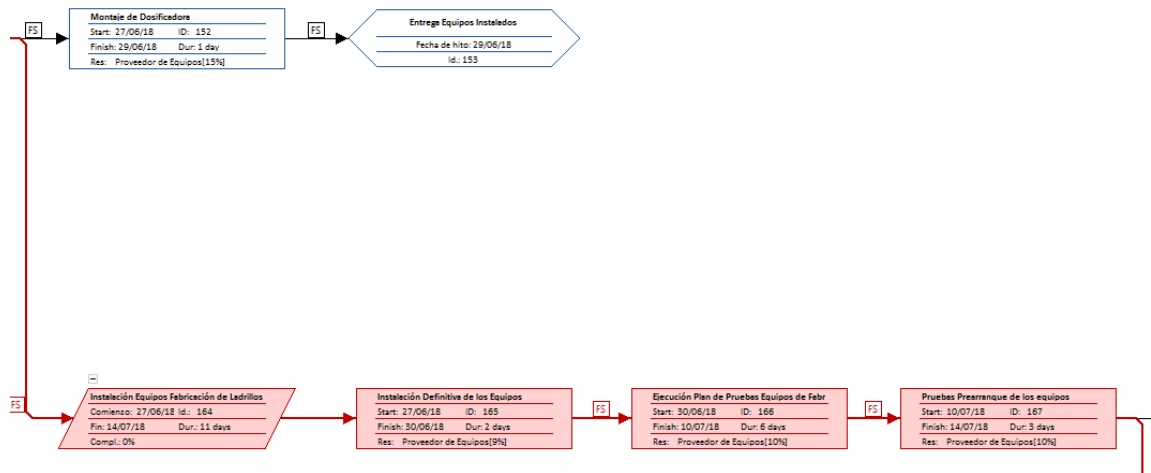 FS
Montaje de Dosificadora
Start: 27/06/18 ID: 152
Finish: 29/06/18 Dur: 1 day
Res: Proveedor de Equipos[15%]
FS
Entrega Equipos Instalados
Fecha de hito: 29/06/18
Id.: 153
FS
Instalación Equipos Fabricación de Ladrillos
Comienzo: 27/06/18 Id.: 164
Fin: 14/07/18 Dur.: 11 days
Compl.: 0%
Instalación Definitiva de los Equipos
Start: 27/06/18 ID: 165
Finish: 30/06/18 Dur: 2 days
Res: Proveedor de Equipos[9%]
FS
Ejecución Plan de Pruebas Equipos de Fabr
Start: 30/06/18 ID: 166
Finish: 10/07/18 Dur: 6 days
Res: Proveedor de Equipos[10%]
FS
Pruebas Prearranque de los equipos
Start: 10/07/18 ID: 167
Finish: 14/07/18 Dur: 3 days
Res: Proveedor de Equipos[10%]